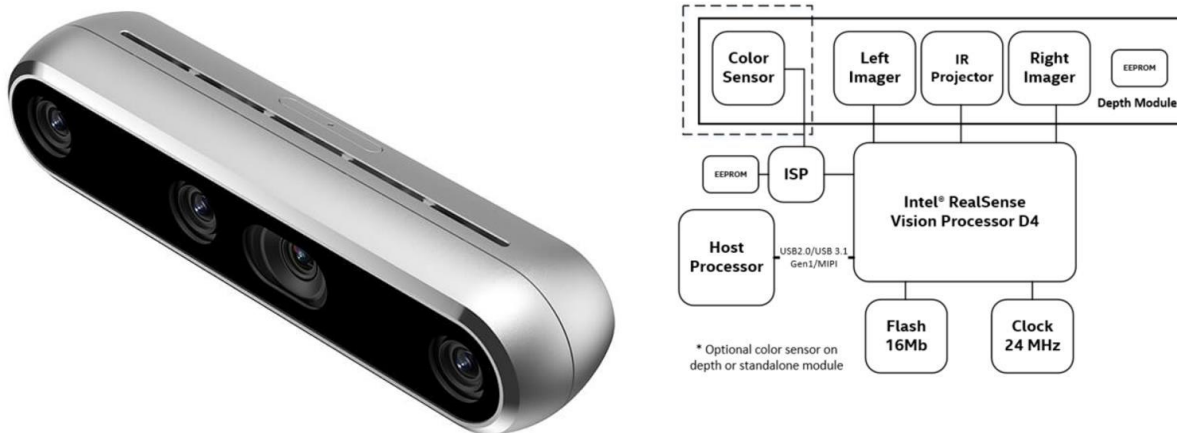 Color
Sensor
Left
Imager
IR
Projector
Right
Imager
EEPROM
Depth Module
EEPROM
ISP
Intel® RealSense
Vision Processor D4
Host
Processor
USB2.0/USB 3.1
Gen1/MIPI
Flash
16Mb
Clock
24 MHz
* Optional color sensor on
depth or standalone module